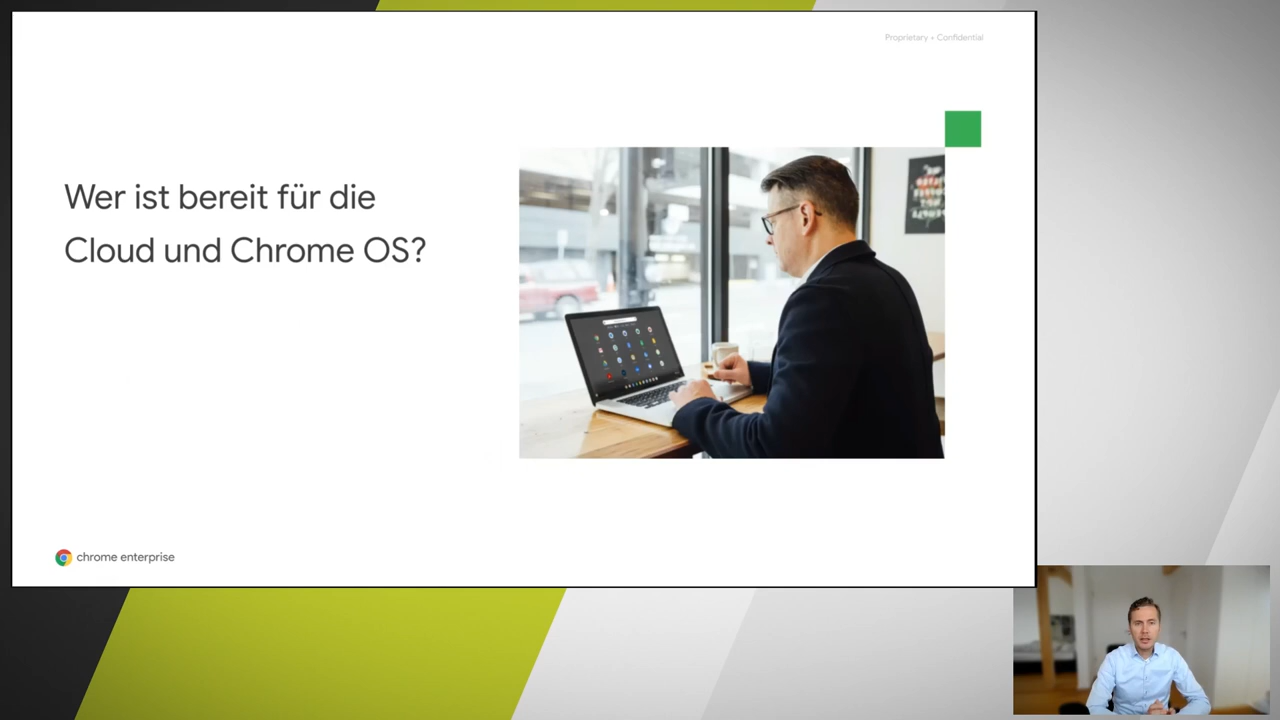 Proprietary + Confidential
Wer ist bereit für die
Cloud und Chrome OS?
chrome enterprise